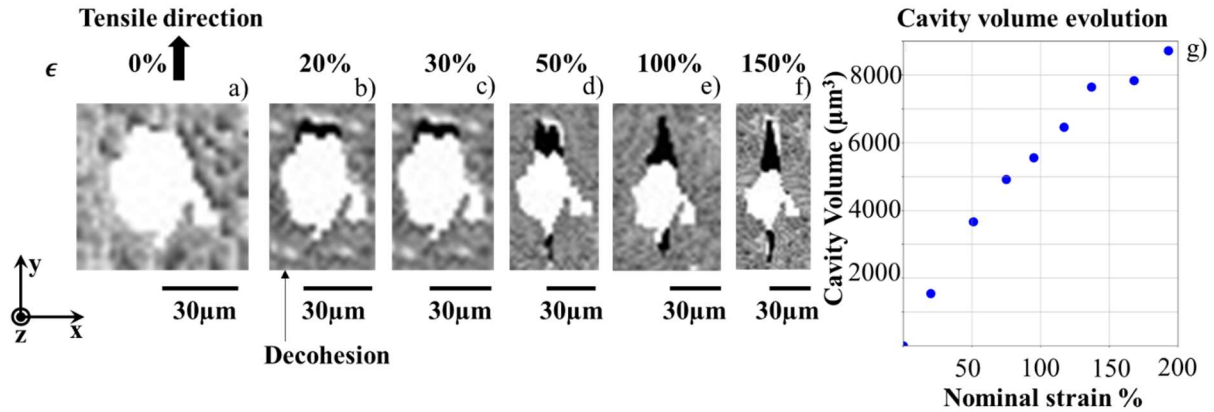 Tensile direction
ϵ 0% 20% 30% 50% 100% 150%
a) b) c) d) e) f)
30µm 30µm 30µm 30µm 30µm 30µm
Decohesion
y
x
z
Cavity volume evolution
g)
Cavity Volume (µm³)
8000
6000
4000
2000
50 100 150 200
Nominal strain %